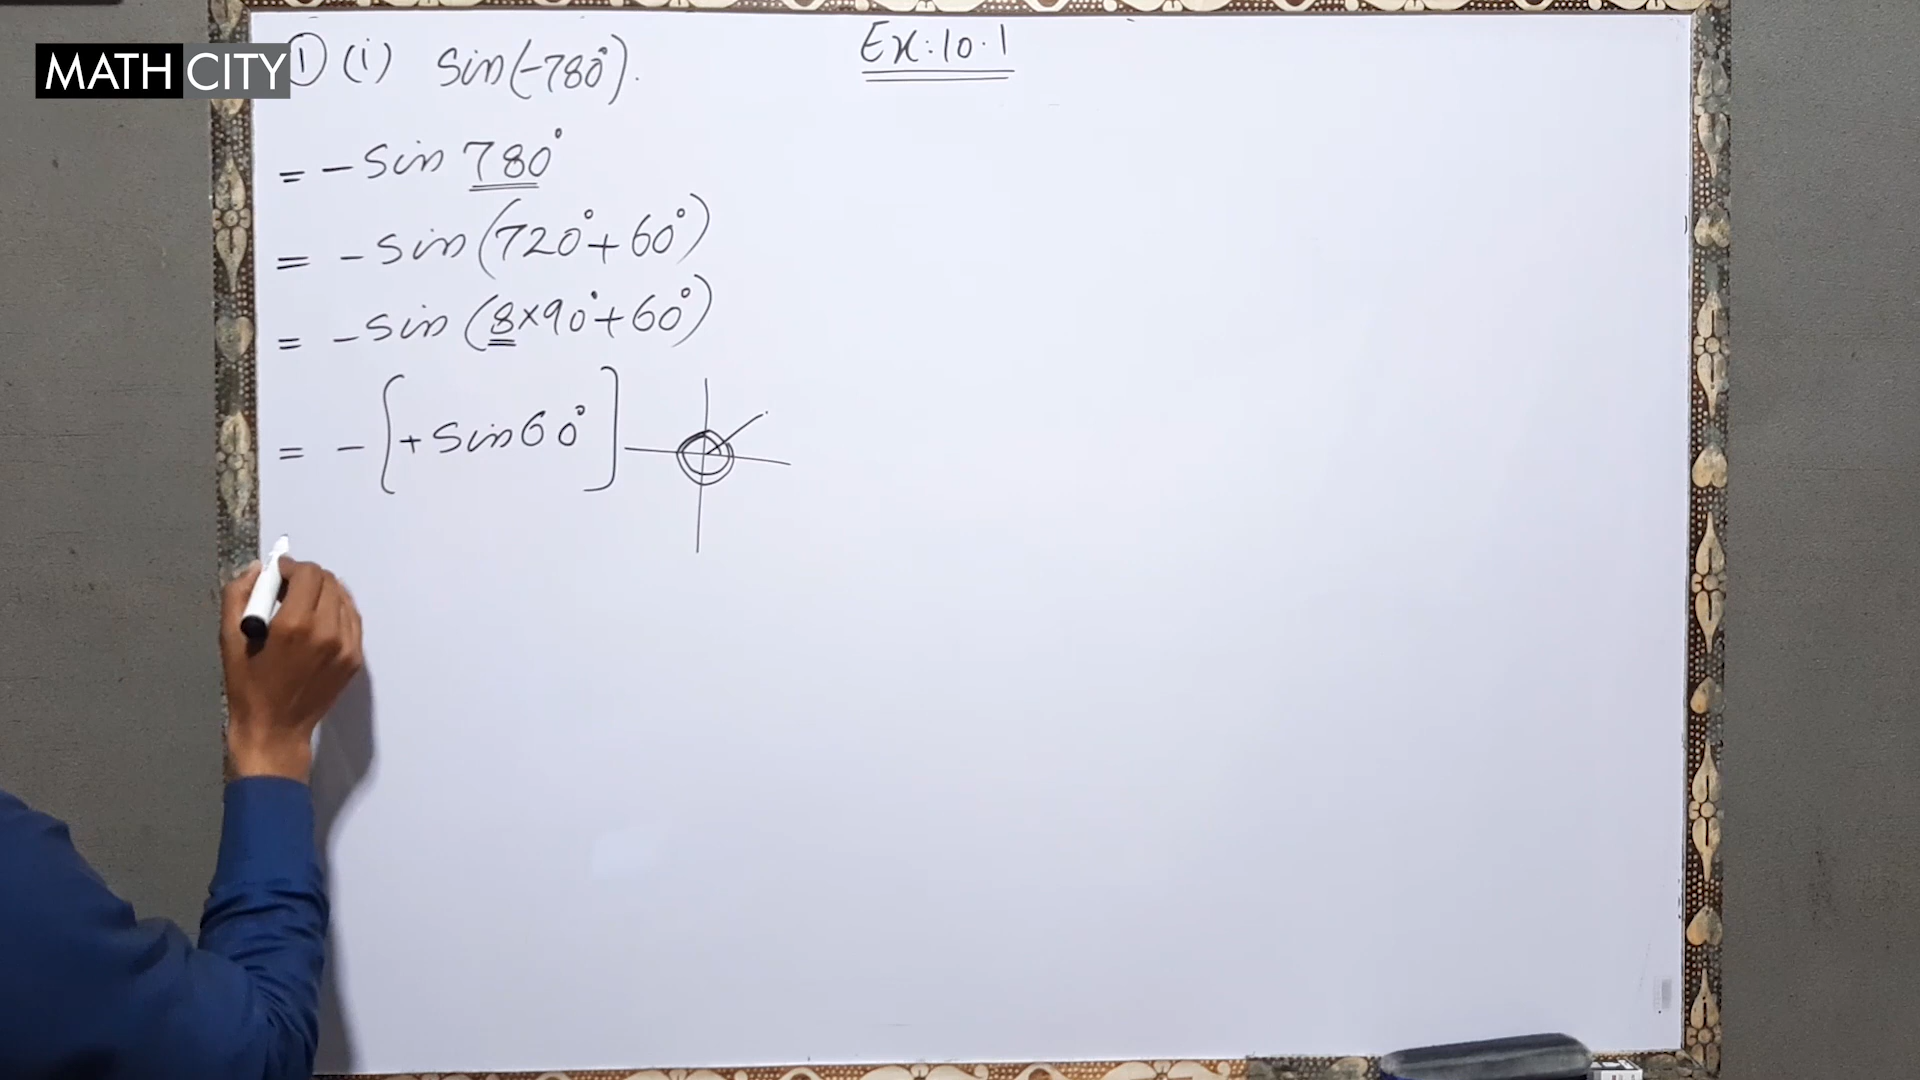 MATH CITY
① (i) Sin(-780°). Ex:10.1
= - Sin 780°
= - Sin (720° + 60°)
= - Sin (8×90° + 60°)
= - [+ Sin 60°]